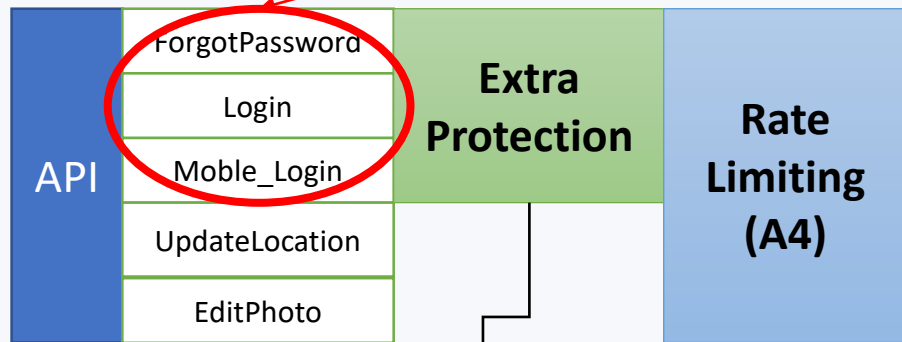 API
ForgotPassword
Login
Moble_Login
UpdateLocation
EditPhoto
Extra
Protection
Rate
Limiting
(A4)